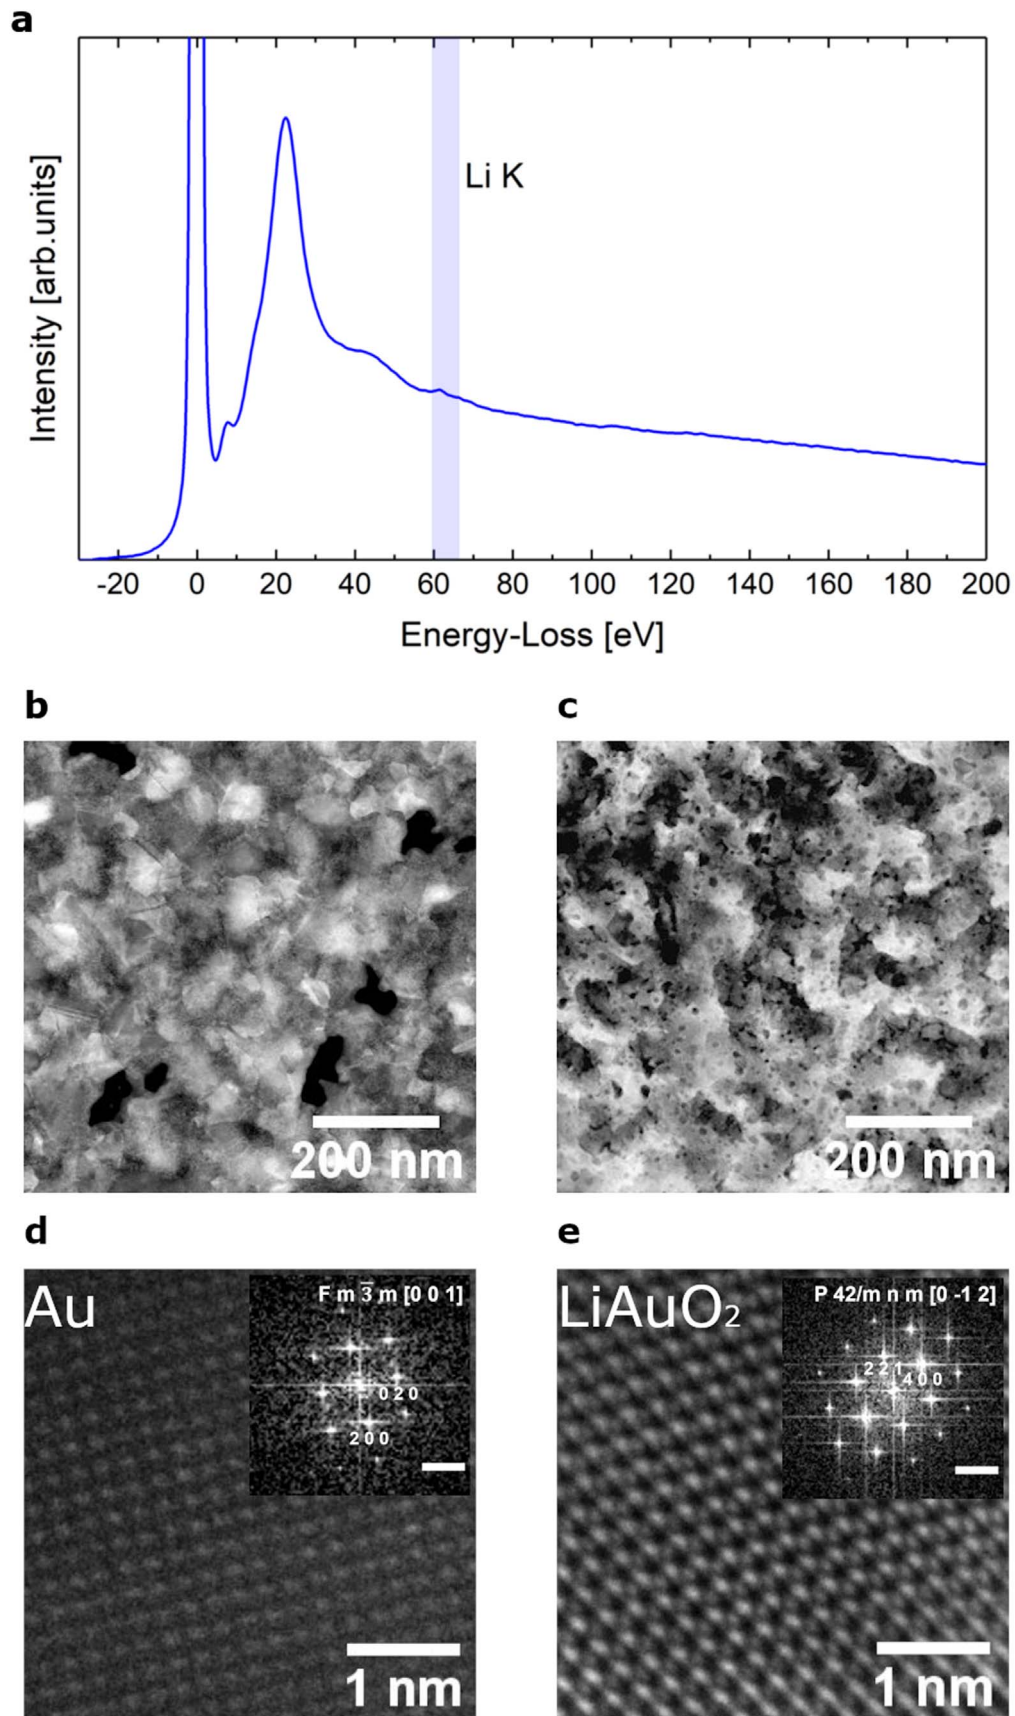 a
Intensity [arb.units]
Li K
-20 0 20 40 60 80 100 120 140 160 180 200
Energy-Loss [eV]
b
c
200 nm
200 nm
d
e
Au
F m 3̅ m [0 0 1]
0 2 0
2 0 0
1 nm
LiAuO₂
P 42/m n m [0 -1 2]
2 2 1
4 0 0
1 nm